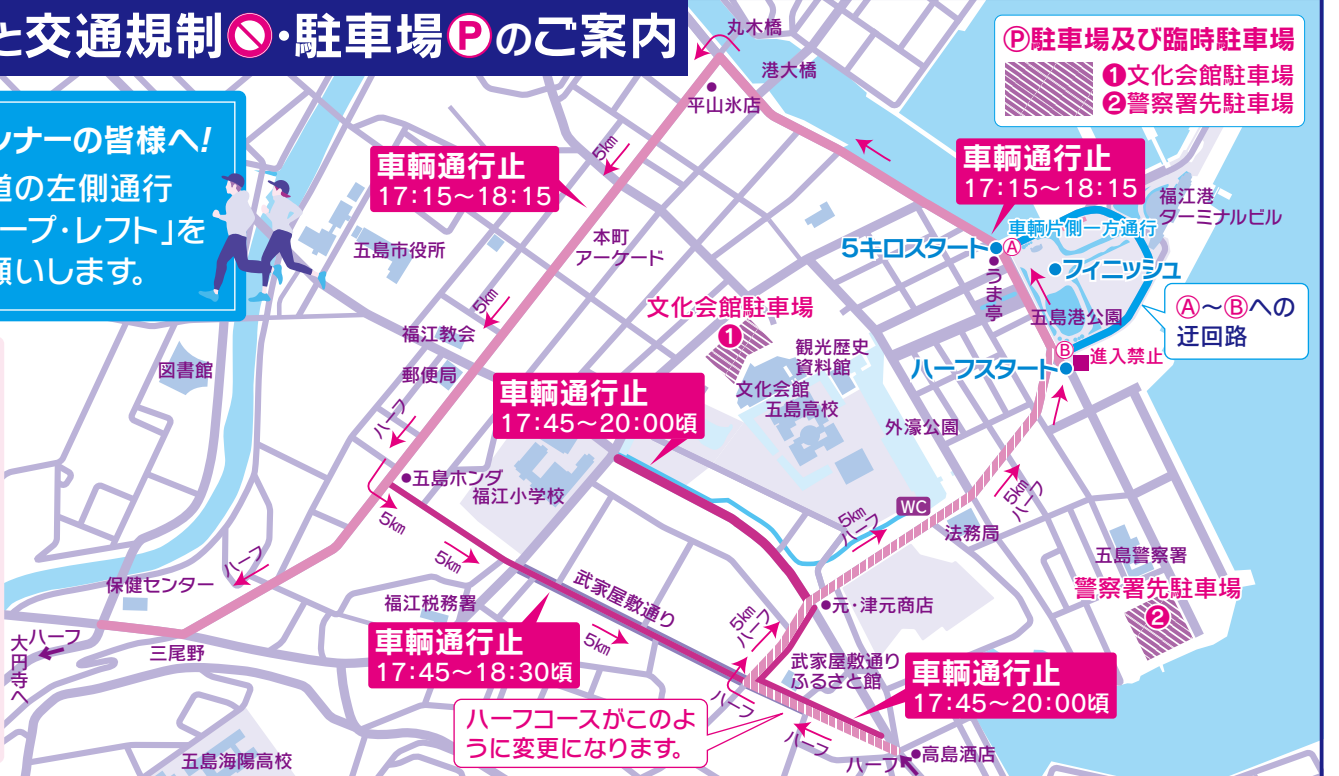 と交通規制・駐車場Ⓟのご案内
ンナーの皆様へ!
道の左側通行
ープ・レフト」を
願いします。
Ⓟ駐車場及び臨時駐車場
❶文化会館駐車場
❷警察署先駐車場
丸木橋
港大橋
平山氷店
5km
車輌通行止
17:15〜18:15
車輌通行止
17:15〜18:15
福江港
ターミナルビル
車輌片側一方通行
5キロスタート
Ⓐ
フィニッシュ
うま亭
五島港公園
Ⓐ〜Ⓑへの
迂回路
Ⓑ
進入禁止
ハーフスタート
五島市役所
本町
アーケード
5km
福江教会
郵便局
図書館
文化会館駐車場
❶
観光歴史
資料館
文化会館
五島高校
外濠公園
車輌通行止
17:45〜20:00頃
ハーフ
五島ホンダ
福江小学校
5km
5km
5km
ハーフ
WC
5km
ハーフ
法務局
五島警察署
警察署先駐車場
❷
ハーフ
保健センター
福江税務署
武家屋敷通り
5km
車輌通行止
17:45〜18:30頃
元・津元商店
5km
ハーフ
武家屋敷通り
ふるさと館
車輌通行止
17:45〜20:00頃
ハーフ
大円寺へ
三尾野
ハーフ
ハーフコースがこのよ
うに変更になります。
ハーフ
ハーフ
高島酒店
五島海陽高校